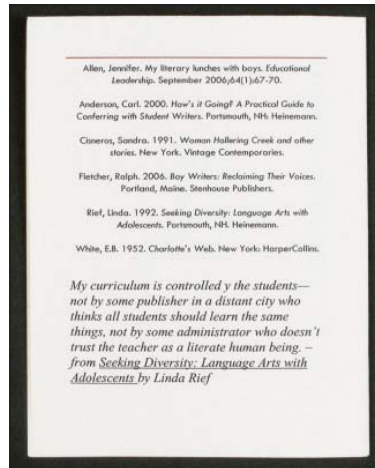 Allen, Jennifer. My literary lunches with boys. Educational
Leadership. September 2006;64(1):67-70.
Anderson, Carl. 2000. How's it Going? A Practical Guide to
Conferring with Student Writers. Portsmouth, NH: Heinemann.
Cisneros, Sandra. 1991. Woman Hollering Creek and other
stories. New York. Vintage Contemporaries.
Fletcher, Ralph. 2006. Boy Writers: Reclaiming Their Voices.
Portland, Maine. Stenhouse Publishers.
Rief, Linda. 1992. Seeking Diversity: Language Arts with
Adolescents. Portsmouth, NH. Heinemann.
White, E.B. 1952. Charlotte's Web. New York: HarperCollins.
My curriculum is controlled y the students—
not by some publisher in a distant city who
thinks all students should learn the same
things, not by some administrator who doesn't
trust the teacher as a literate human being. –
from Seeking Diversity: Language Arts with
Adolescents by Linda Rief